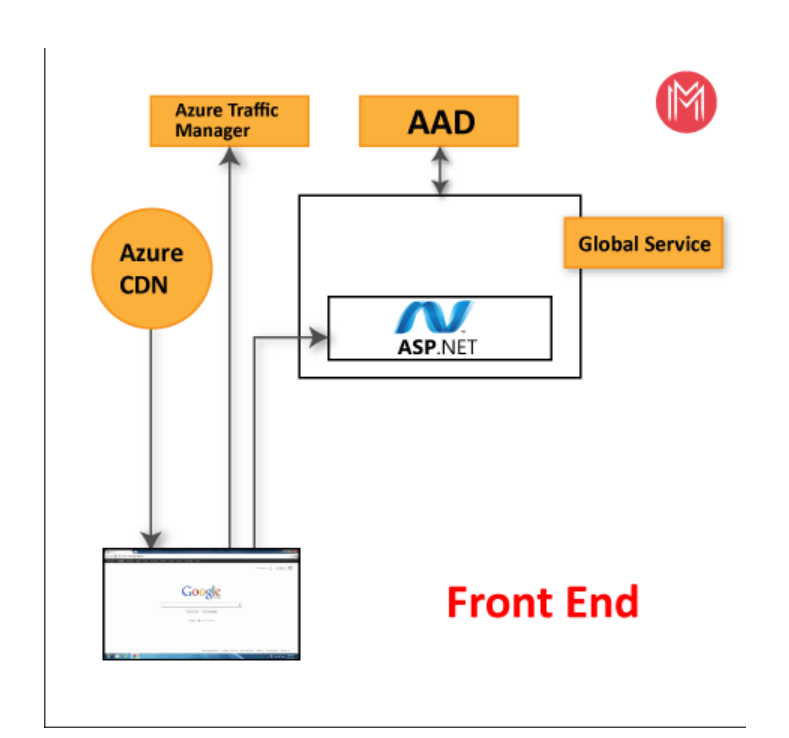 Azure Traffic
Manager
AAD
Global Service
Azure
CDN
ASP.NET
Google
Front End